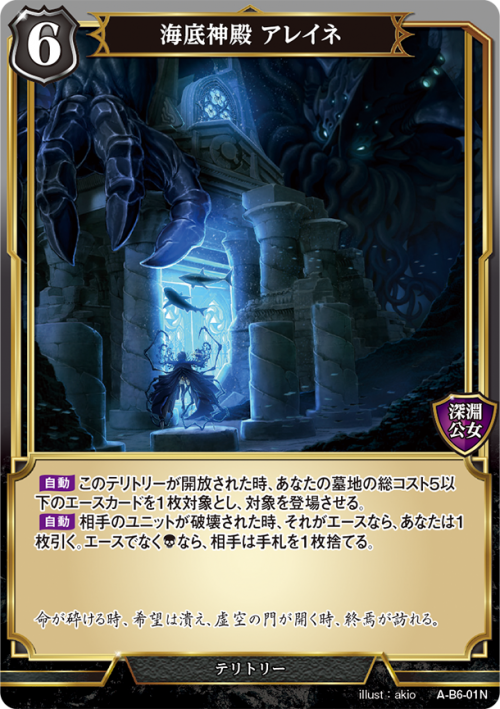 6
海底神殿 アレイネ
深淵
公女
自動 このテリトリーが開放された時、あなたの墓地の総コスト5以
下のエースカードを1枚対象とし、対象を登場させる。
自動 相手のユニットが破壊された時、それがエースなら、あなたは1
枚引く。エースでなく💀なら、相手は手札を1枚捨てる。
命が砕ける時、希望は潰え、虚空の門が開く時、終焉が訪れる。
テリトリー
illust : akio A-B6-01N